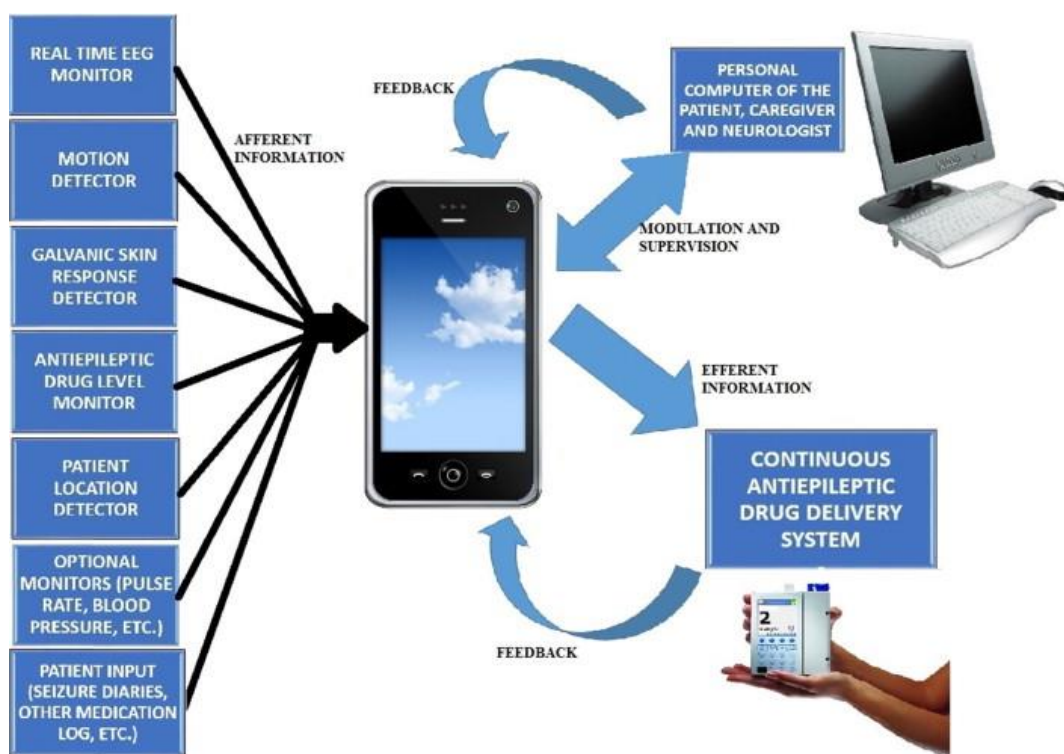 REAL TIME EEG
MONITOR
MOTION
DETECTOR
GALVANIC SKIN
RESPONSE
DETECTOR
ANTIEPILEPTIC
DRUG LEVEL
MONITOR
PATIENT
LOCATION
DETECTOR
OPTIONAL
MONITORS (PULSE
RATE, BLOOD
PRESSURE, ETC.)
PATIENT INPUT
(SEIZURE DIARIES,
OTHER MEDICATION
LOG, ETC.)
AFFERENT
INFORMATION
FEEDBACK
PERSONAL
COMPUTER OF THE
PATIENT, CAREGIVER
AND NEUROLOGIST
MODULATION AND
SUPERVISION
EFFERENT
INFORMATION
CONTINUOUS
ANTIEPILEPTIC
DRUG DELIVERY
SYSTEM
FEEDBACK
2